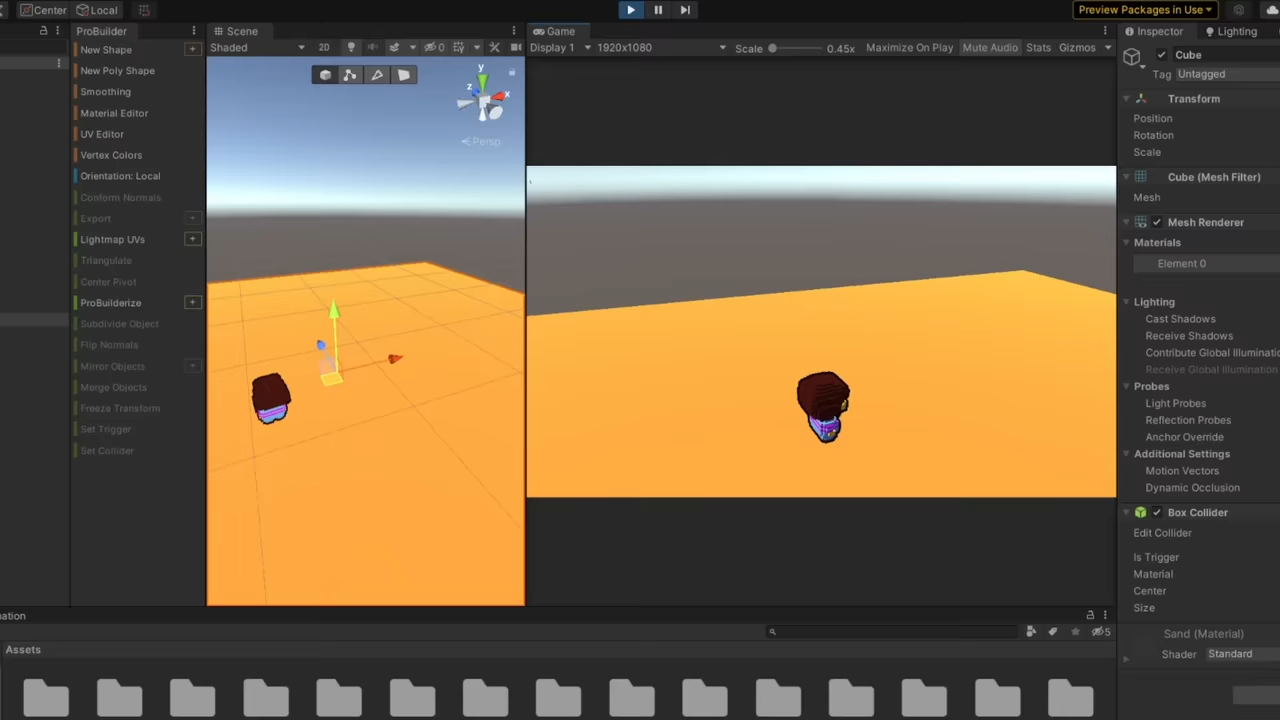 Center Local
Preview Packages in Use
ProBuilder
New Shape
New Poly Shape
Smoothing
Material Editor
UV Editor
Vertex Colors
Orientation: Local
Conform Normals
Export
Lightmap UVs
Triangulate
Center Pivot
ProBuilderize
Subdivide Object
Flip Normals
Mirror Objects
Merge Objects
Freeze Transform
Set Trigger
Set Collider
Scene
Shaded 2D 0
y
z x
Persp
Game
Display 1 1920x1080 Scale 0.45x Maximize On Play Mute Audio Stats Gizmos
Inspector Lighting
Cube
Tag Untagged
Transform
Position
Rotation
Scale
Cube (Mesh Filter)
Mesh
Mesh Renderer
Materials
Element 0
Lighting
Cast Shadows
Receive Shadows
Contribute Global Illuminatio
Receive Global Illumination
Probes
Light Probes
Reflection Probes
Anchor Override
Additional Settings
Motion Vectors
Dynamic Occlusion
Box Collider
Edit Collider
Is Trigger
Material
Center
Size
Sand (Material)
Shader Standard
ation
5
Assets